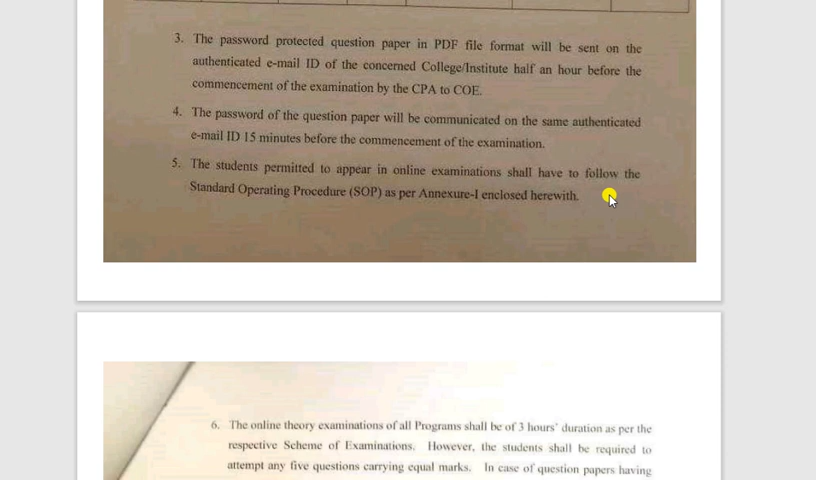 3. The password protected question paper in PDF file format will be sent on the
authenticated e-mail ID of the concerned College/Institute half an hour before the
commencement of the examination by the CPA to COE.
4. The password of the question paper will be communicated on the same authenticated
e-mail ID 15 minutes before the commencement of the examination.
5. The students permitted to appear in online examinations shall have to follow the
Standard Operating Procedure (SOP) as per Annexure-I enclosed herewith.
6. The online theory examinations of all Programs shall be of 3 hours' duration as per the
respective Scheme of Examinations. However, the students shall be required to
attempt any five questions carrying equal marks. In case of question papers having